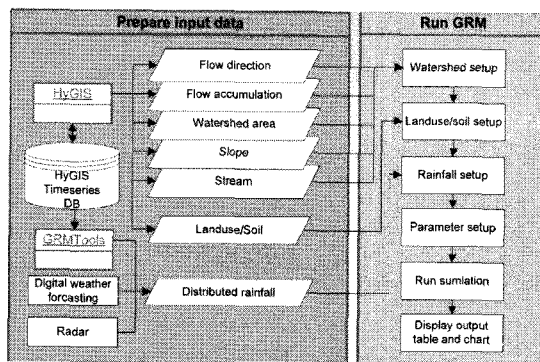 Prepare input data
Run GRM
HyGIS
HyGIS
Timeseries
DB
GRMTools
Digital weather
forcasting
Radar
Flow direction
Flow accumulation
Watershed area
Slope
Stream
Landuse/Soil
Distributed rainfall
Watershed setup
Landuse/soil setup
Rainfall setup
Parameter setup
Run sumlation
Display output
table and chart